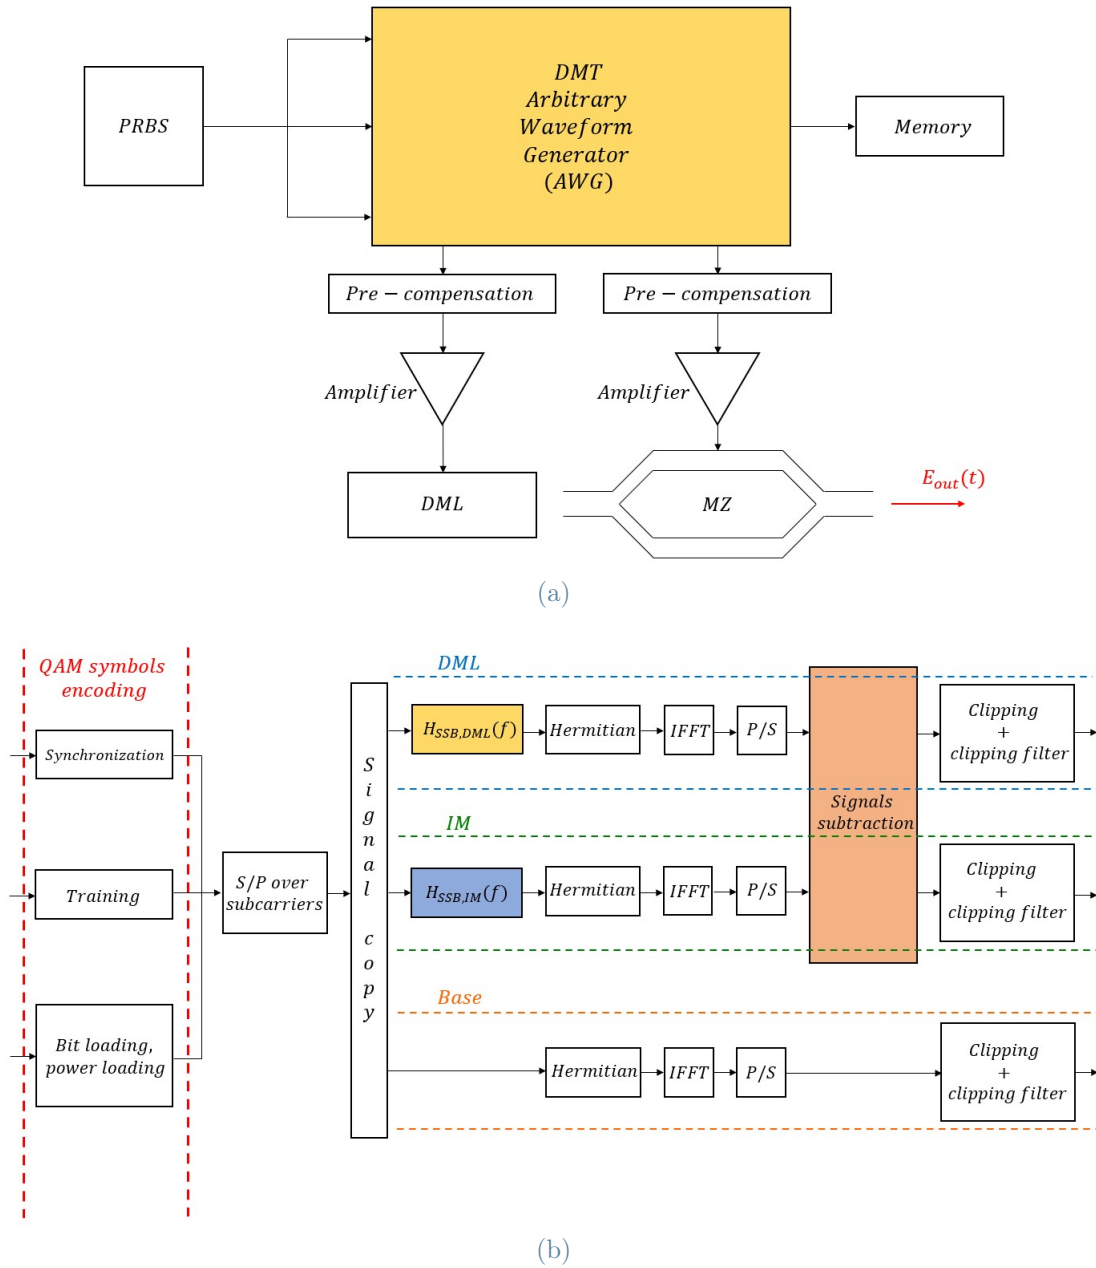 PRBS
DMT
Arbitrary
Waveform
Generator
(AWG)
Memory
Pre − compensation
Pre − compensation
Amplifier
Amplifier
DML
MZ
E_out(t)
(a)
QAM symbols
encoding
Synchronization
Training
Bit loading,
power loading
S/P over
subcarriers
Signal copy
DML
H_SSB,DML(f)
Hermitian
IFFT
P/S
Signals
subtraction
Clipping
+
clipping filter
IM
H_SSB,IM(f)
Hermitian
IFFT
P/S
Clipping
+
clipping filter
Base
Hermitian
IFFT
P/S
Clipping
+
clipping filter
(b)